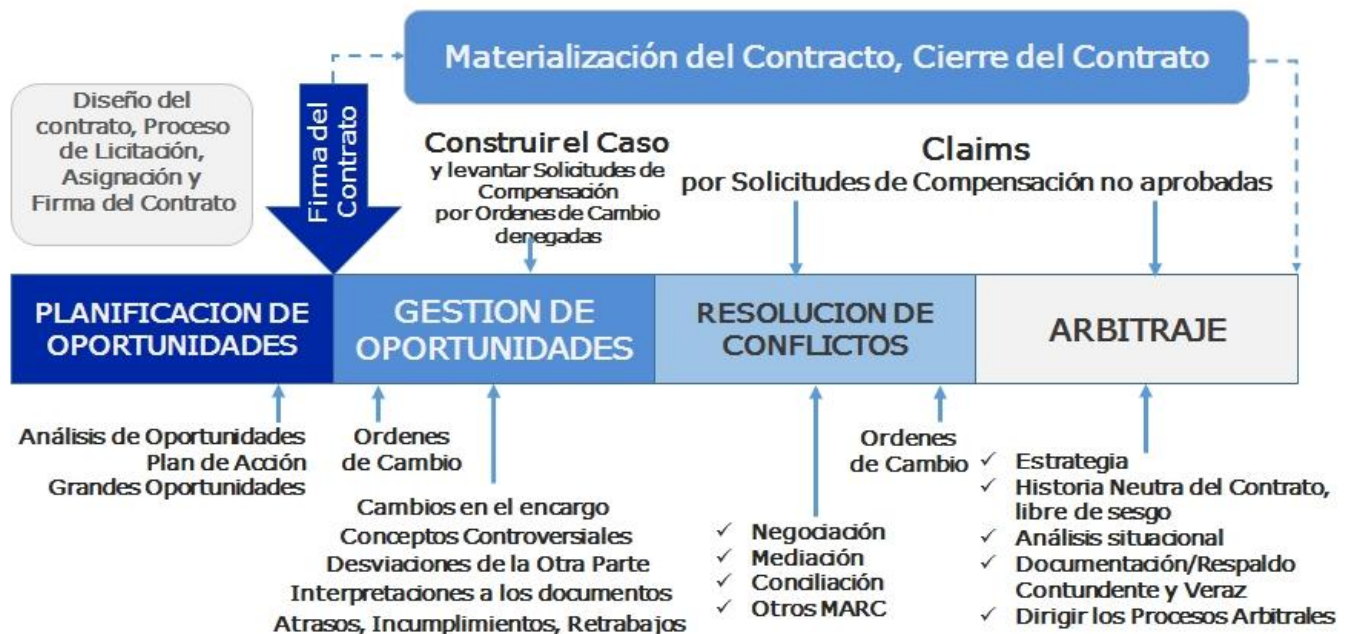 Materialización del Contracto, Cierre del Contrato
Diseño del
contrato, Proceso
de Licitación,
Asignación y
Firma del Contrato
Firma del
Contrato
Construir el Caso
y levantar Solicitudes de
Compensación
por Ordenes de Cambio
denegadas
Claims
por Solicitudes de Compensación no aprobadas
PLANIFICACION DE
OPORTUNIDADES
GESTION DE
OPORTUNIDADES
RESOLUCION DE
CONFLICTOS
ARBITRAJE
Análisis de Oportunidades
Plan de Acción
Grandes Oportunidades
Ordenes
de Cambio
Cambios en el encargo
Conceptos Controversiales
Desviaciones de la Otra Parte
Interpretaciones a los documentos
Atrasos, Incumplimientos, Retrabajos
✓ Negociación
✓ Mediación
✓ Conciliación
✓ Otros MARC
Ordenes
de Cambio
✓ Estrategia
✓ Historia Neutra del Contrato,
libre de sesgo
✓ Análisis situacional
✓ Documentación/Respaldo
Contundente y Veraz
✓ Dirigir los Procesos Arbitrales